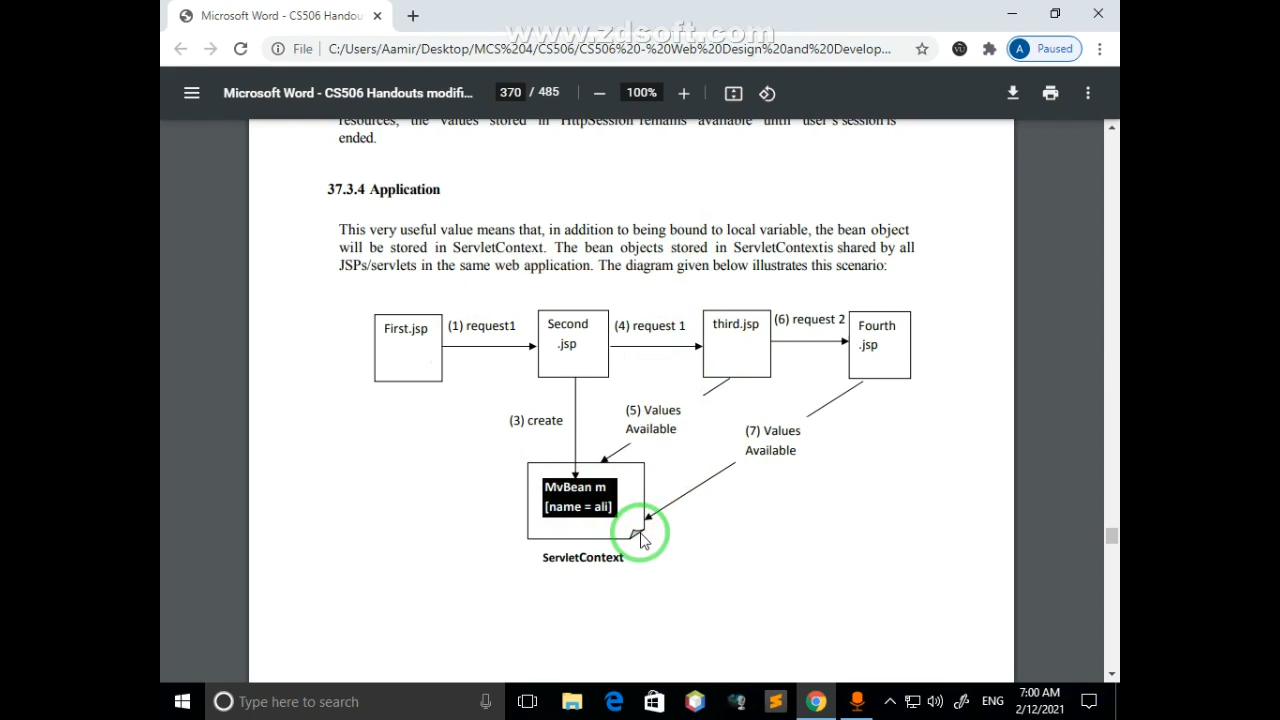 Microsoft Word - CS506 Handou
www.zdsoft.com
File
C:/Users/Aamir/Desktop/MCS%204/CS506/CS506%20-%20Web%20Design%20and%20Develop...
A
Paused
Microsoft Word - CS506 Handouts modifi...
370 / 485
100%
resources, the values stored in HttpSession remains available until user's session is
ended.
37.3.4 Application
This very useful value means that, in addition to being bound to local variable, the bean object
will be stored in ServletContext. The bean objects stored in ServletContextis shared by all
JSPs/servlets in the same web application. The diagram given below illustrates this scenario:
First.jsp
(1) request1
Second
.jsp
(4) request 1
third.jsp
(6) request 2
Fourth
.jsp
(3) create
(5) Values
Available
(7) Values
Available
MvBean m
[name = ali]
ServletContext
Type here to search
ENG
7:00 AM
2/12/2021